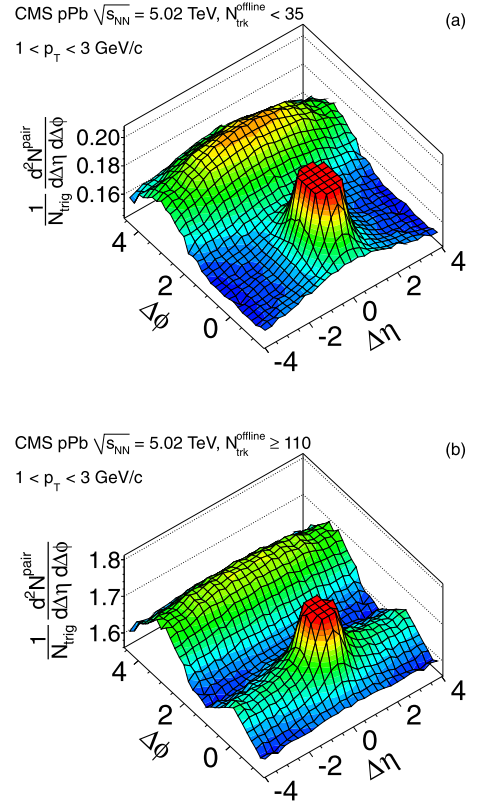 CMS pPb √s_NN = 5.02 TeV, N_trk^offline < 35
(a)
1 < p_T < 3 GeV/c
1/N_trig d²N^pair/dΔη dΔφ
0.20
0.18
0.16
4
2
0
Δφ
-4
-2
0
2
4
Δη
CMS pPb √s_NN = 5.02 TeV, N_trk^offline ≥ 110
(b)
1 < p_T < 3 GeV/c
1/N_trig d²N^pair/dΔη dΔφ
1.8
1.7
1.6
4
2
0
Δφ
-4
-2
0
2
4
Δη